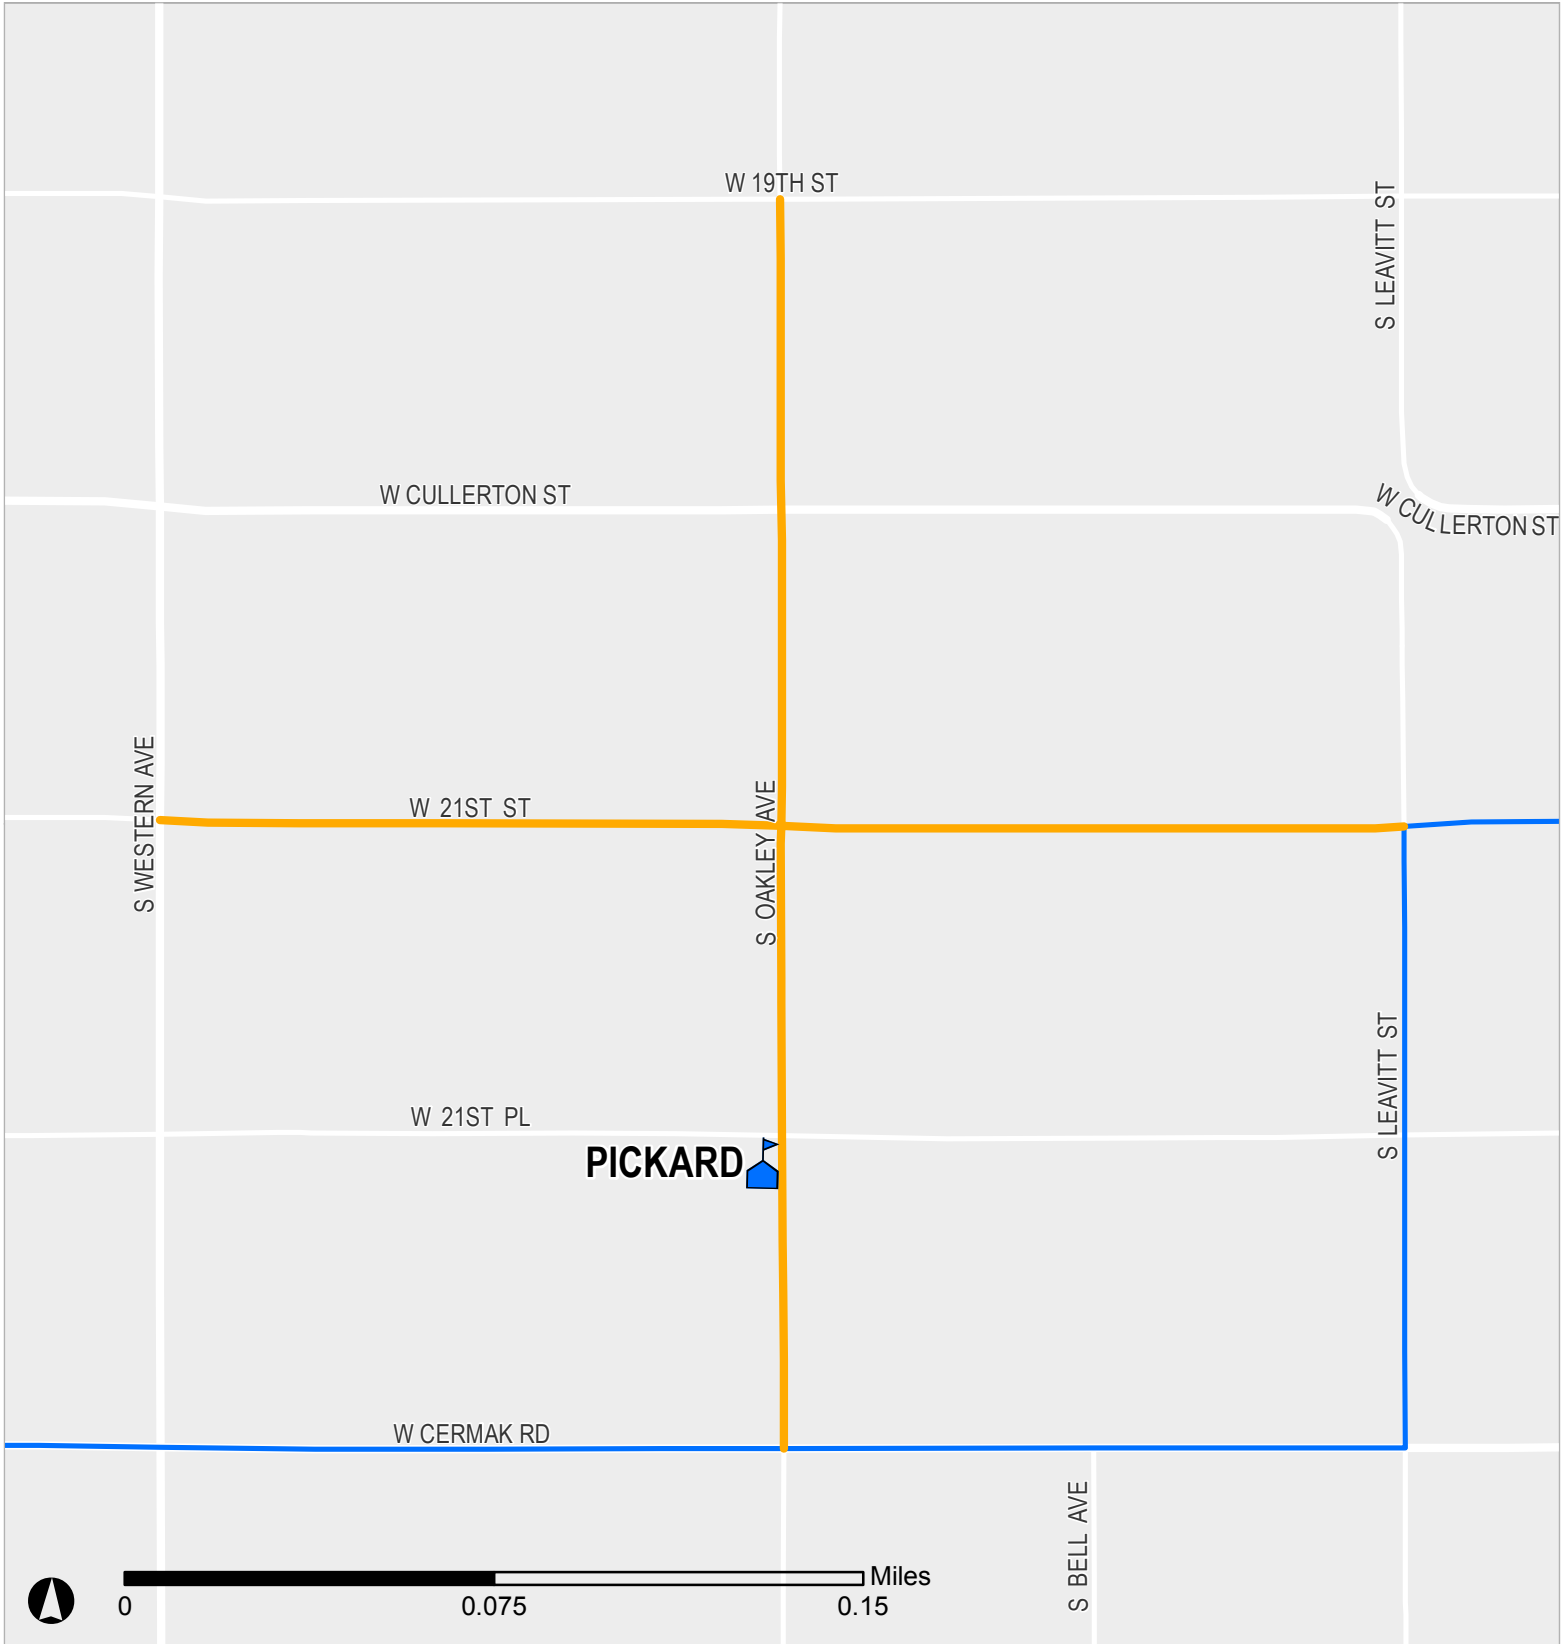 W 19TH ST
S LEAVITT ST
W CULLERTON ST
W CULLERTON ST
S WESTERN AVE
W 21ST ST
S OAKLEY AVE
S LEAVITT ST
W 21ST PL
PICKARD
W CERMAK RD
S BELL AVE
Miles
0
0.075
0.15